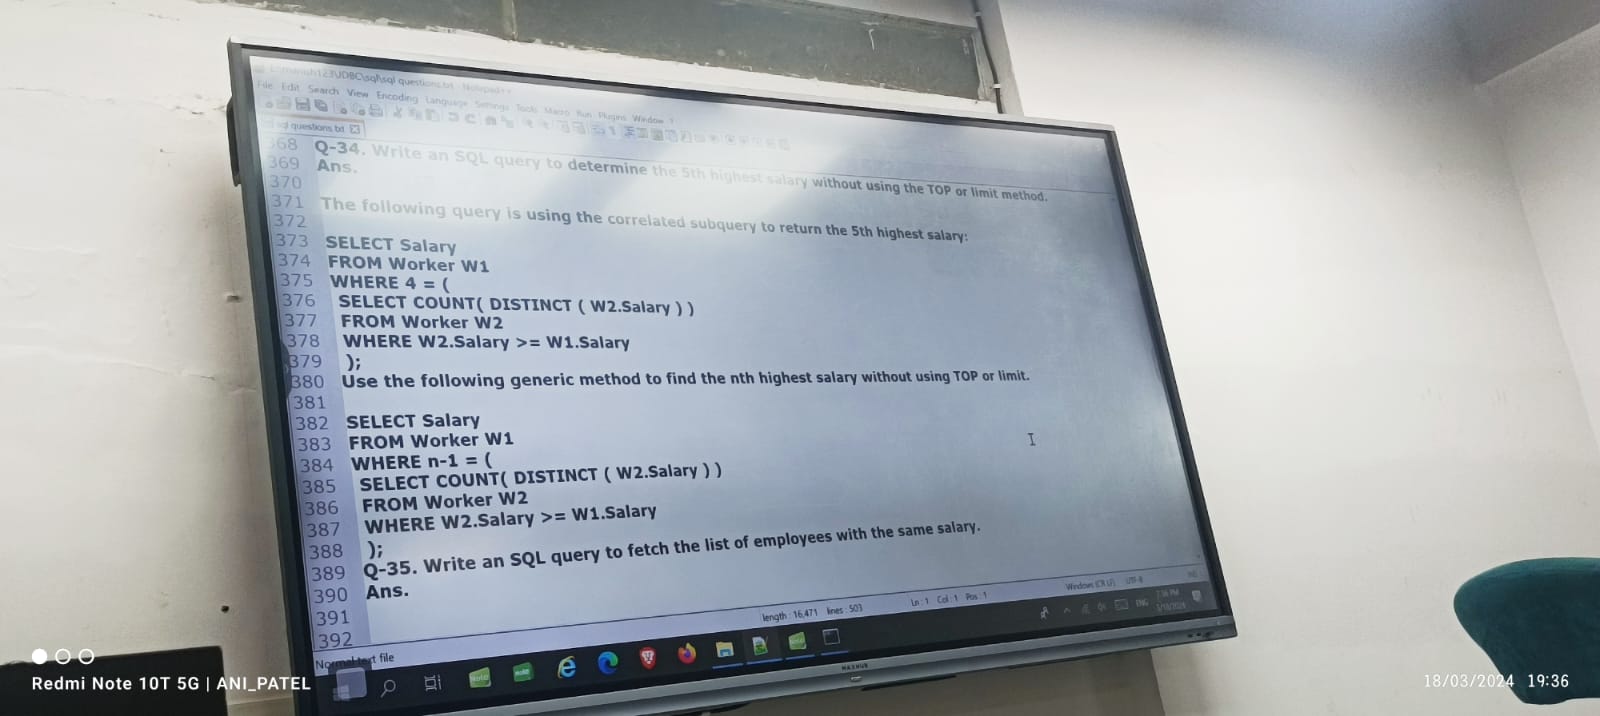 questions.txt - Notepad++
File Edit Search View Encoding Language Settings Tools Macro Run Plugins Window ?
sql questions.txt
368 Q-34. Write an SQL query to determine the 5th highest salary without using the TOP or limit method.
369 Ans.
370
371 The following query is using the correlated subquery to return the 5th highest salary:
372
373 SELECT Salary
374 FROM Worker W1
375 WHERE 4 = (
376 SELECT COUNT( DISTINCT ( W2.Salary ) )
377 FROM Worker W2
378 WHERE W2.Salary >= W1.Salary
379 );
380 Use the following generic method to find the nth highest salary without using TOP or limit.
381
382 SELECT Salary
383 FROM Worker W1
384 WHERE n-1 = (
385 SELECT COUNT( DISTINCT ( W2.Salary ) )
386 FROM Worker W2
387 WHERE W2.Salary >= W1.Salary
388 );
389 Q-35. Write an SQL query to fetch the list of employees with the same salary.
390 Ans.
391
392
Normal text file length : 16,471 lines : 503 Ln : 1 Col : 1 Pos : 1 Windows (CR LF) UTF-8
ENG 7:36 PM
3/18/2024
MAXHUB
Redmi Note 10T 5G | ANI_PATEL
18/03/2024 19:36